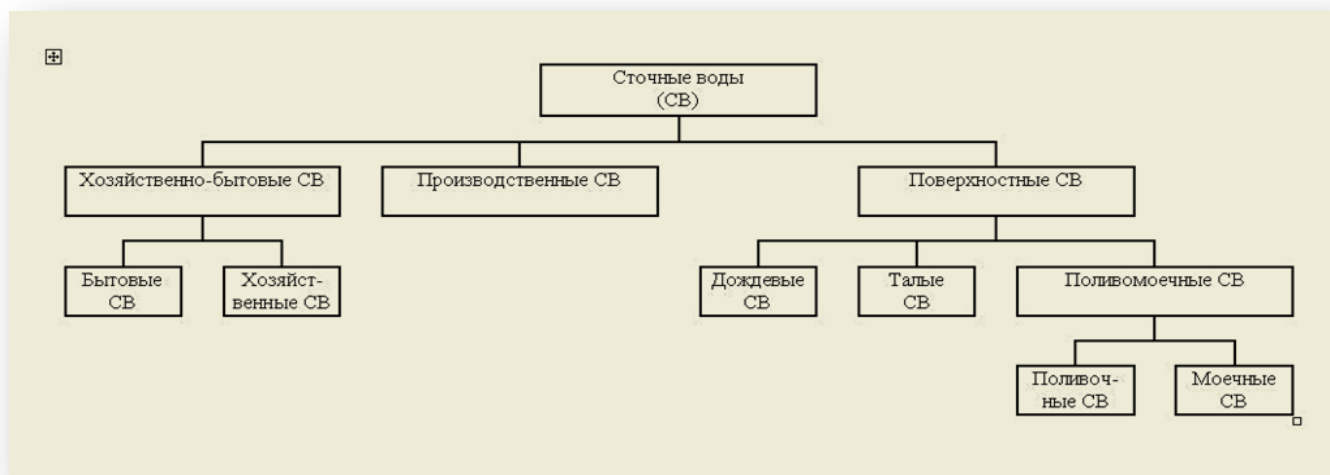 Сточные воды
(СВ)
Хозяйственно-бытовые СВ
Производственные СВ
Поверхностные СВ
Бытовые
СВ
Хозяйст-
венные СВ
Дождевые
СВ
Талые
СВ
Поливомоечные СВ
Поливоч-
ные СВ
Моечные
СВ